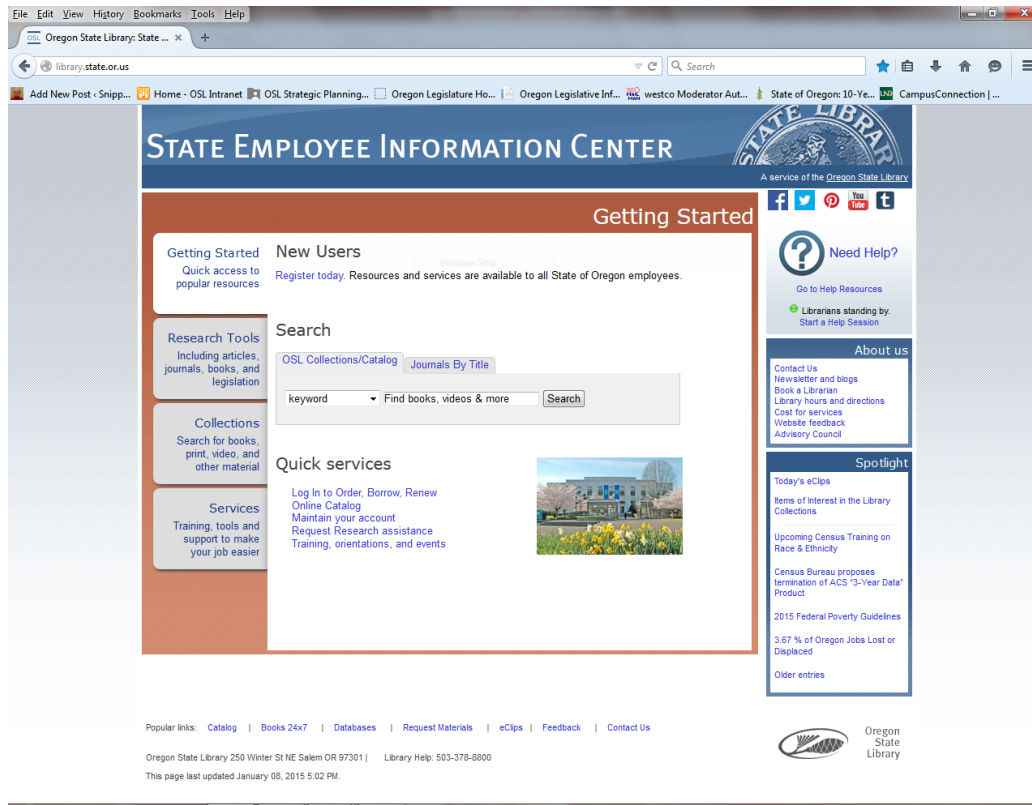 File Edit View History Bookmarks Tools Help
OSL Oregon State Library: State ... × +
library.state.or.us
Search
Add New Post ‹ Snipp... Home - OSL Intranet OSL Strategic Planning... Oregon Legislature Ho... Oregon Legislative Inf... westco Moderator Aut... State of Oregon: 10-Ye... CampusConnection | ...
STATE EMPLOYEE INFORMATION CENTER
STATE LIBRARY
A service of the Oregon State Library
Getting Started
You
Tube
Getting Started
Quick access to
popular resources
Research Tools
Including articles,
journals, books, and
legislation
Collections
Search for books,
print, video, and
other material
Services
Training, tools and
support to make
your job easier
New Users
Window Snip
Register today. Resources and services are available to all State of Oregon employees.
Search
OSL Collections/Catalog Journals By Title
keyword Find books, videos & more Search
Quick services
Log In to Order, Borrow, Renew
Online Catalog
Maintain your account
Request Research assistance
Training, orientations, and events
Need Help?
Go to Help Resources
Librarians standing by.
Start a Help Session
About us
Contact Us
Newsletter and blogs
Book a Librarian
Library hours and directions
Cost for services
Website feedback
Advisory Council
Spotlight
Today's eClips
Items of Interest in the Library
Collections
Upcoming Census Training on
Race & Ethnicity
Census Bureau proposes
termination of ACS "3-Year Data"
Product
2015 Federal Poverty Guidelines
3.67 % of Oregon Jobs Lost or
Displaced
Older entries
Popular links: Catalog | Books 24x7 | Databases | Request Materials | eClips | Feedback | Contact Us
Oregon State Library 250 Winter St NE Salem OR 97301 | Library Help: 503-378-8800
This page last updated January 08, 2015 5:02 PM.
Oregon
State
Library